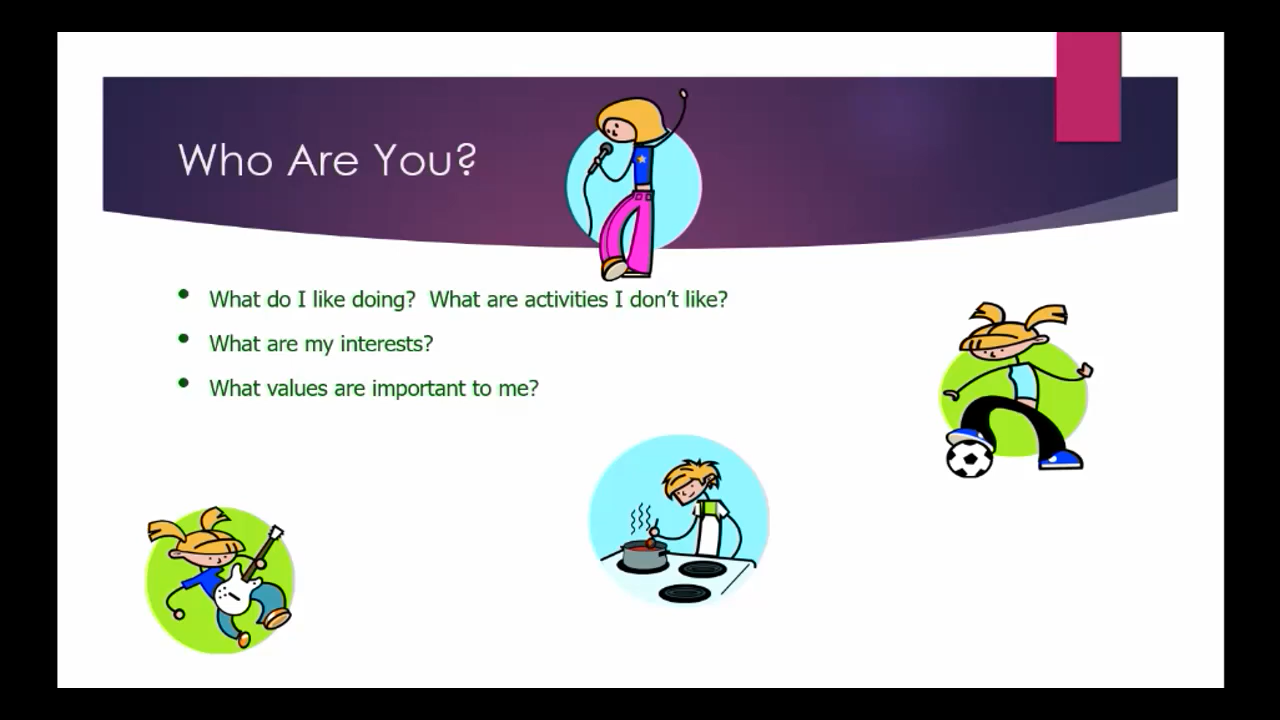 Who Are You?
• What do I like doing?  What are activities I don’t like?
• What are my interests?
• What values are important to me?